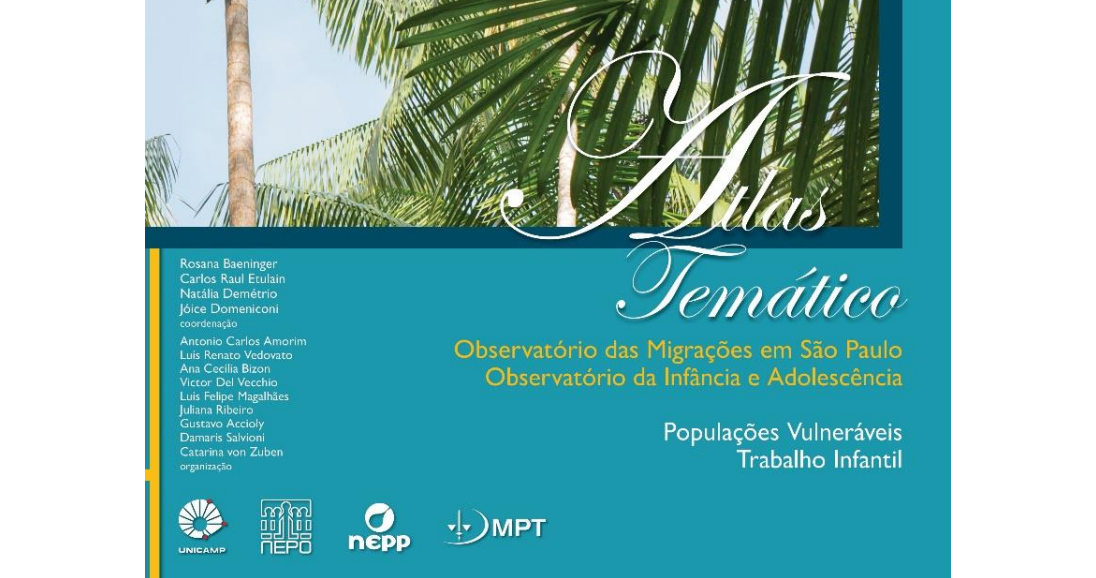 Atlas
Temático
Observatório das Migrações em São Paulo
Observatório da Infância e Adolescência
Populações Vulneráveis
Trabalho Infantil
Rosana Baeninger
Carlos Raul Etulain
Natália Demétrio
Jóice Domeniconi
coordenação
Antonio Carlos Amorim
Luís Renato Vedovato
Ana Cecília Bizon
Victor Del Vecchio
Luís Felipe Magalhães
Juliana Ribeiro
Gustavo Accioly
Damaris Salvioni
Catarina von Zuben
organização
UNICAMP
NEPO
nepp
MPT